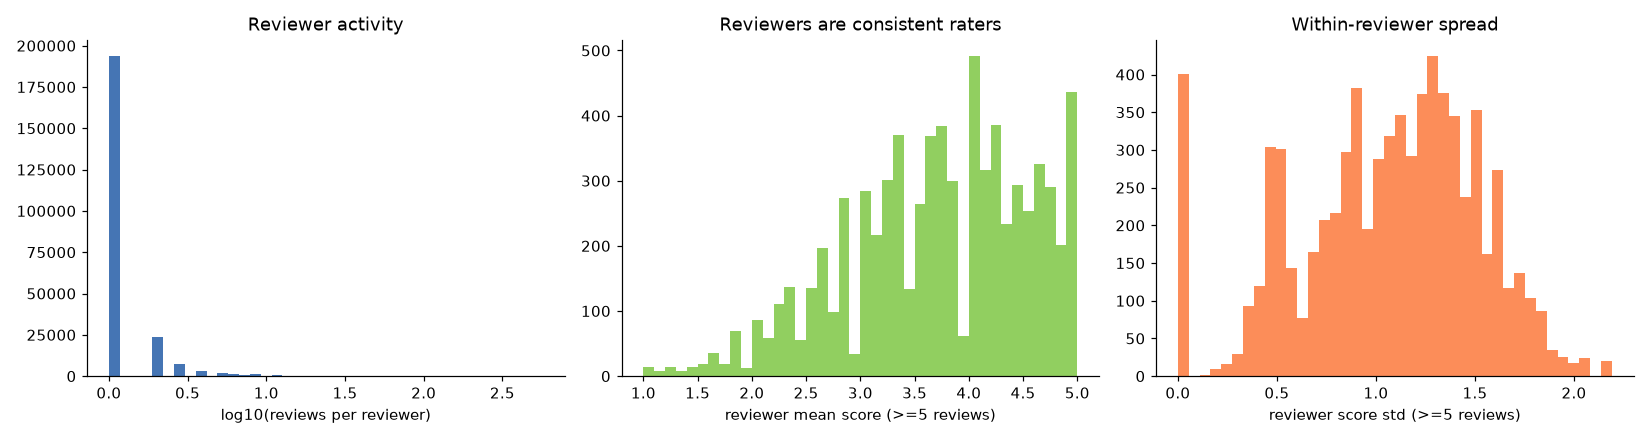 Reviewer activity
200000
175000
150000
125000
100000
75000
50000
25000
0
0.0 0.5 1.0 1.5 2.0 2.5
log10(reviews per reviewer)
Reviewers are consistent raters
500
400
300
200
100
0
1.0 1.5 2.0 2.5 3.0 3.5 4.0 4.5 5.0
reviewer mean score (>=5 reviews)
Within-reviewer spread
400
350
300
250
200
150
100
50
0
0.0 0.5 1.0 1.5 2.0
reviewer score std (>=5 reviews)